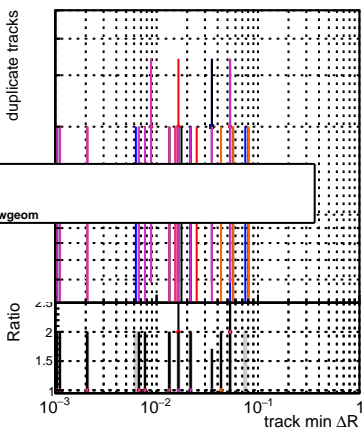 duplicate tracks
wgeom
Ratio
2.5
2
1.5
1
10⁻³ 10⁻² 10⁻¹ 1
track min ΔR